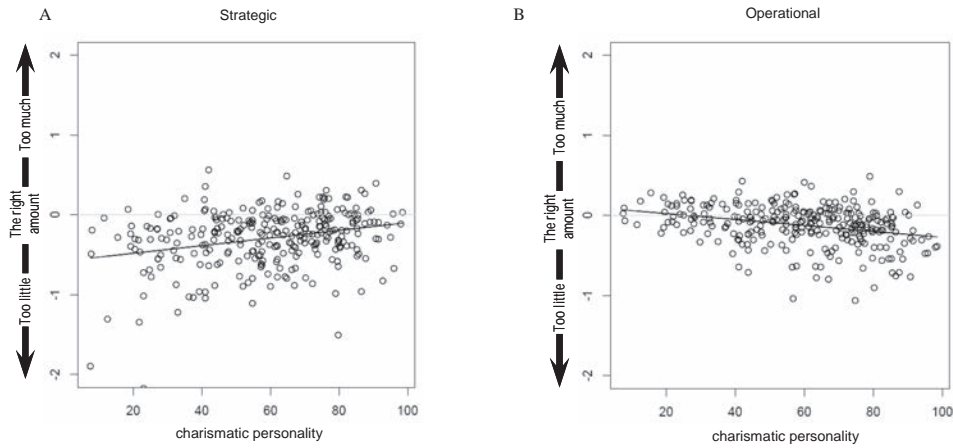 A
Strategic
Too much
The right
amount
Too little
2
1
0
-1
-2
20
40
60
80
100
charismatic personality
B
Operational
Too much
The right
amount
Too little
2
1
0
-1
-2
20
40
60
80
100
charismatic personality